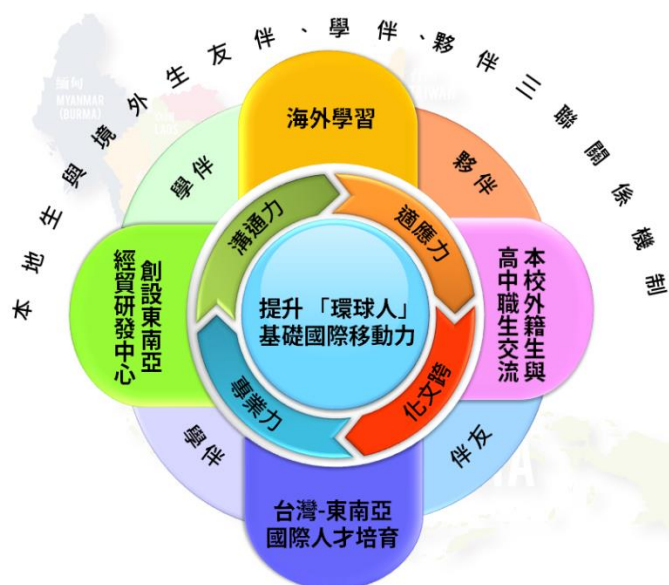 本地生與境外生友伴、學伴、夥伴三聯關係機制
緬甸
MYANMAR
(BURMA)
海外學習
學伴
夥伴
溝通力
適應力
創設東南亞
經貿研發中心
提升「環球人」
基礎國際移動力
本校外籍生與
高中職生交流
專業力
化文跨
學伴
伴友
台灣-東南亞
國際人才培育